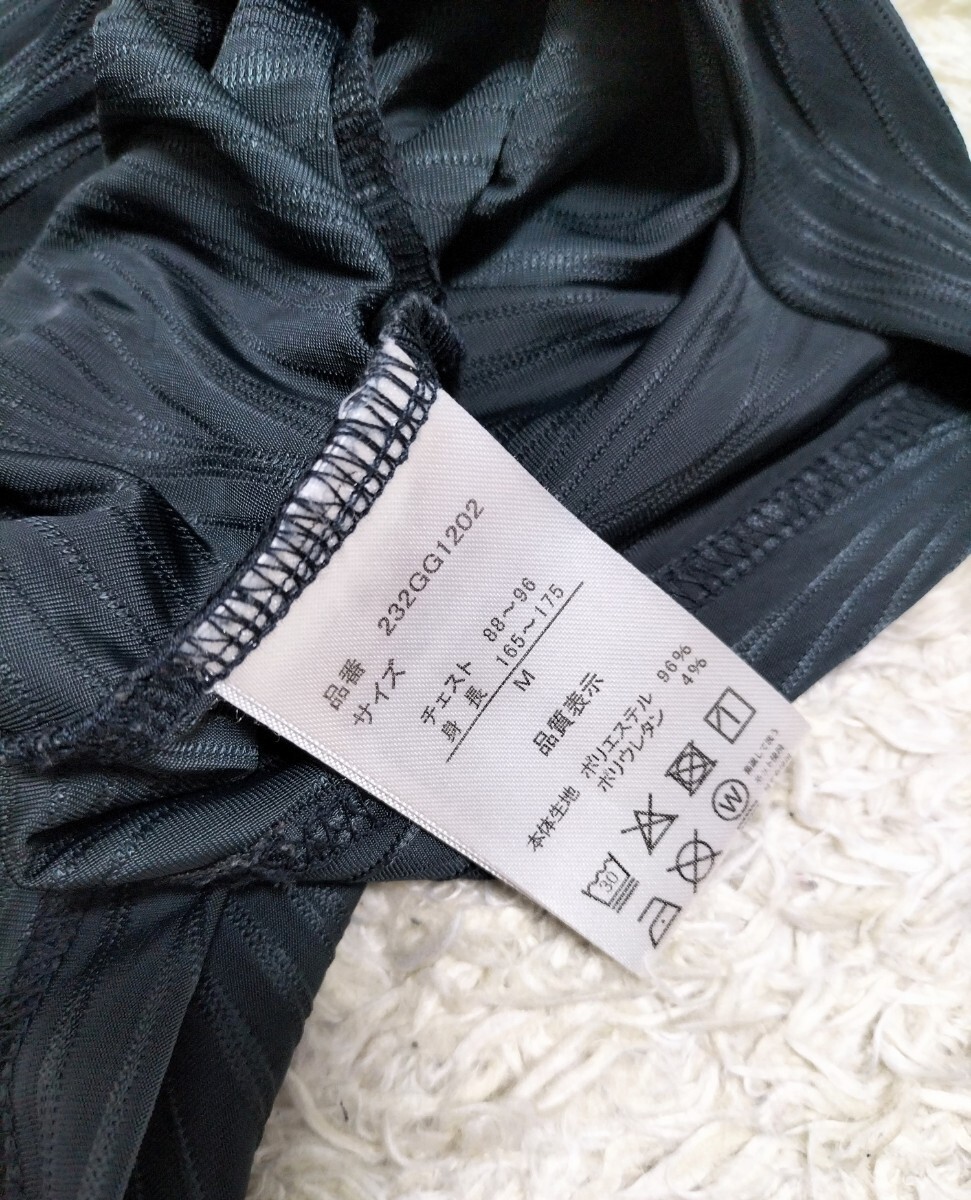 品番 232GG1202
サイズ
チェスト 88～96
身長 165～175
M
品質表示
本体生地 ポリエステル 96%
ポリウレタン 4%
30
W